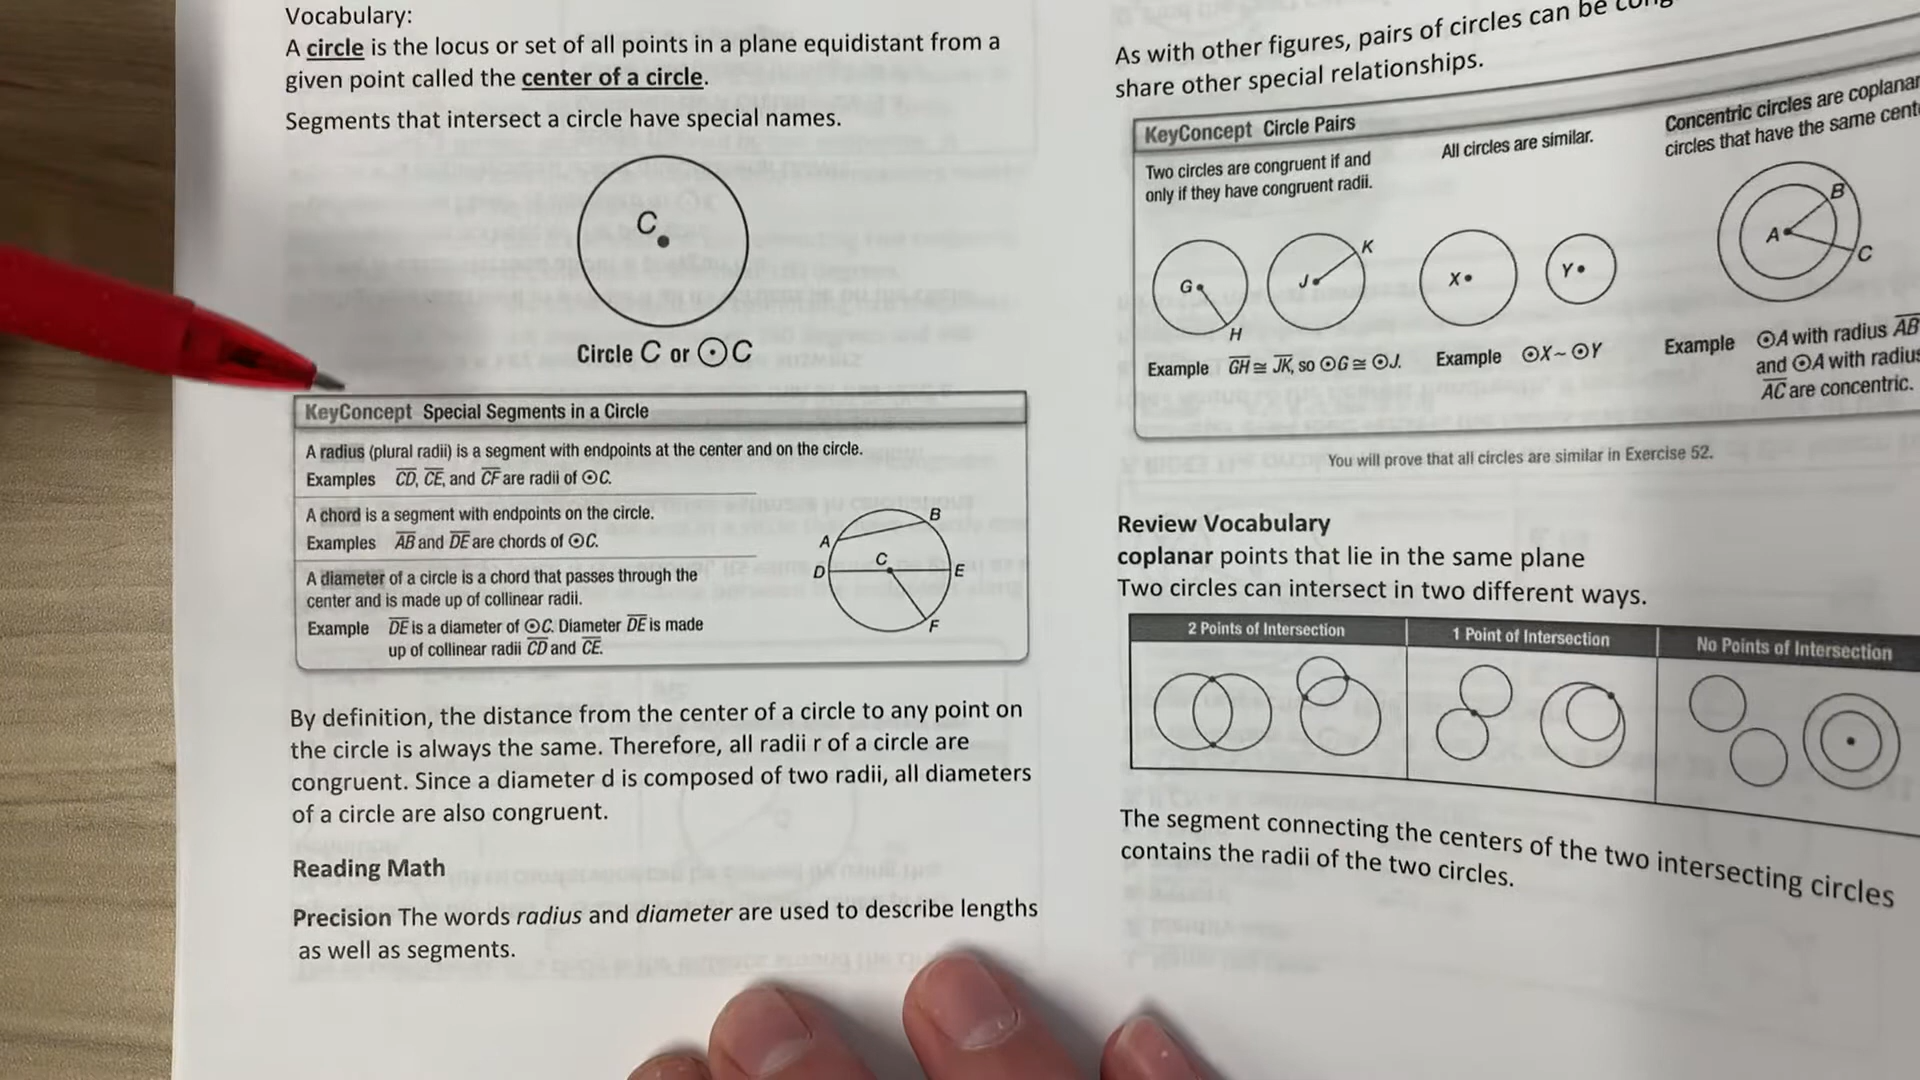 Vocabulary:
A circle is the locus or set of all points in a plane equidistant from a
given point called the center of a circle.
Segments that intersect a circle have special names.
C
Circle C or ⊙C
KeyConcept Special Segments in a Circle
A radius (plural radii) is a segment with endpoints at the center and on the circle.
Examples C̅D̅, C̅E̅, and C̅F̅ are radii of ⊙C.
A chord is a segment with endpoints on the circle.
Examples A̅B̅ and D̅E̅ are chords of ⊙C.
A diameter of a circle is a chord that passes through the
center and is made up of collinear radii.
Example D̅E̅ is a diameter of ⊙C. Diameter D̅E̅ is made
up of collinear radii C̅D̅ and C̅E̅.
B
A
C
D
E
F
By definition, the distance from the center of a circle to any point on
the circle is always the same. Therefore, all radii r of a circle are
congruent. Since a diameter d is composed of two radii, all diameters
of a circle are also congruent.
Reading Math
Precision The words radius and diameter are used to describe lengths
as well as segments.
As with other figures, pairs of circles can be
share other special relationships.
KeyConcept Circle Pairs
Two circles are congruent if and
only if they have congruent radii.
G
H
J
K
Example G̅H̅ ≅ J̅K̅, so ⊙G ≅ ⊙J.
All circles are similar.
X
Y
Example ⊙X ~ ⊙Y
Concentric circles are coplanar
circles that have the same
A
B
C
Example ⊙A with radius A̅B̅
and ⊙A with radius
A̅C̅ are concentric.
You will prove that all circles are similar in Exercise 52.
Review Vocabulary
coplanar points that lie in the same plane
Two circles can intersect in two different ways.
2 Points of Intersection
1 Point of Intersection
No Points of Intersection
The segment connecting the centers of the two intersecting circles
contains the radii of the two circles.